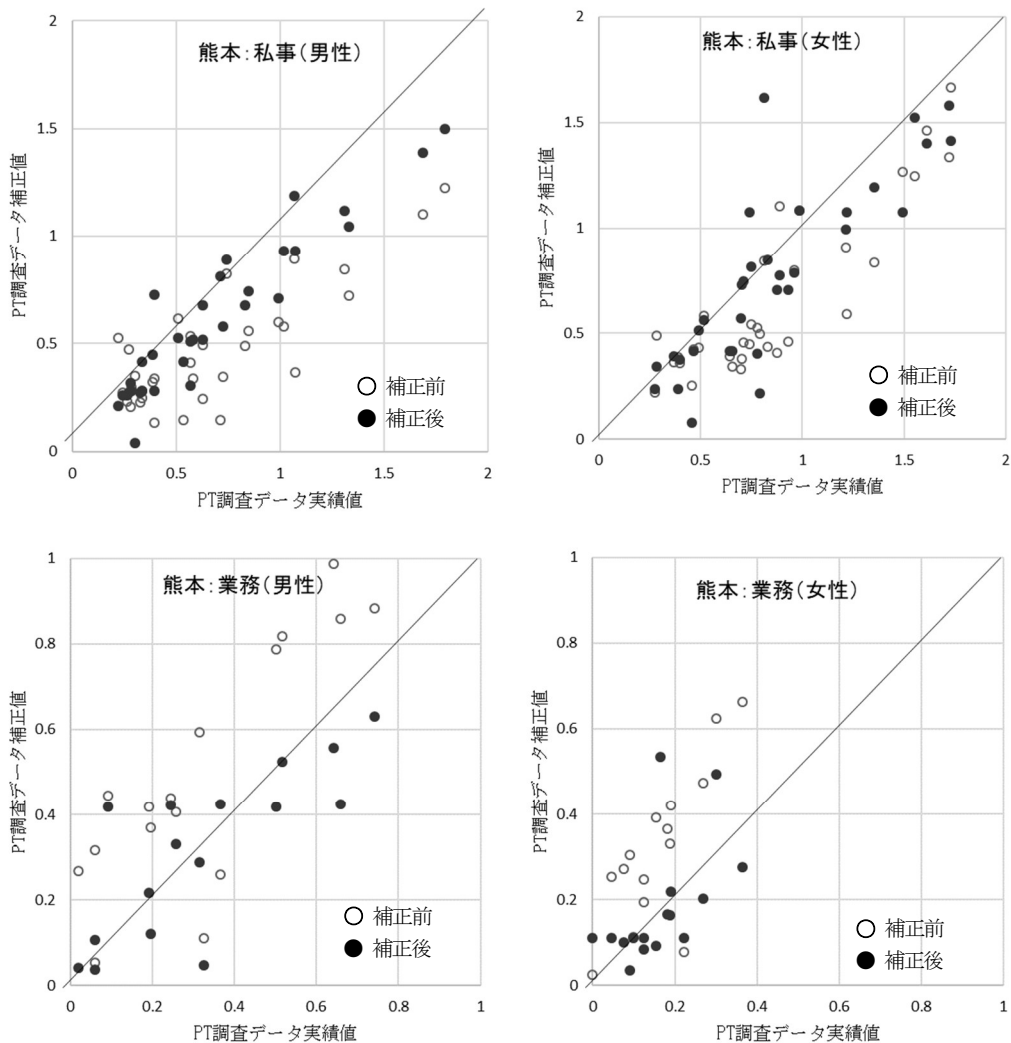 熊本：私事（男性）
PT調査データ補正値
2
1.5
1
0.5
0
0
0.5
1
1.5
2
補正前
補正後
PT調査データ実績値
熊本：私事（女性）
PT調査データ補正値
2
1.5
1
0.5
0
0
0.5
1
1.5
2
補正前
補正後
PT調査データ実績値
熊本：業務（男性）
PT調査データ補正値
1
0.8
0.6
0.4
0.2
0
0
0.2
0.4
0.6
0.8
1
補正前
補正後
PT調査データ実績値
熊本：業務（女性）
PT調査データ補正値
1
0.8
0.6
0.4
0.2
0
0
0.2
0.4
0.6
0.8
1
補正前
補正後
PT調査データ実績値